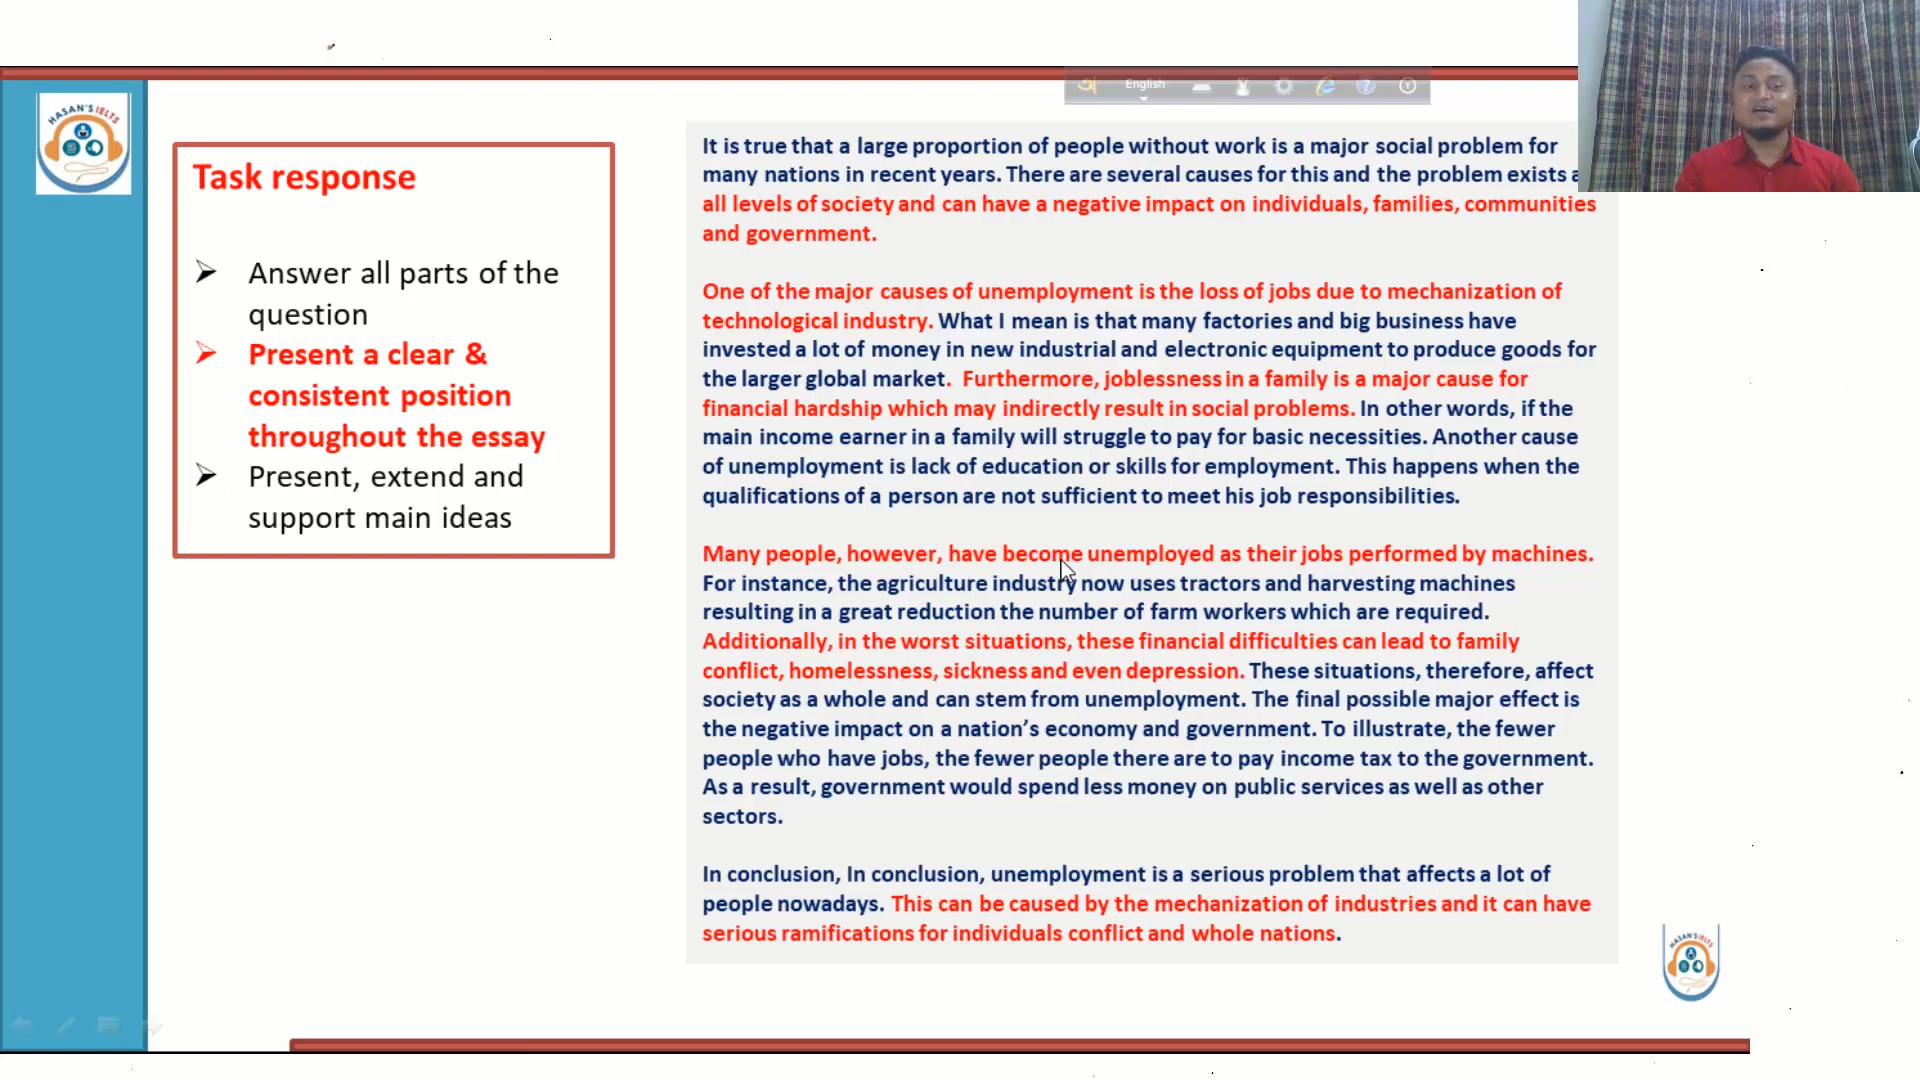 English
HASAN'S IELTS
Task response
Answer all parts of the
question
Present a clear &
consistent position
throughout the essay
Present, extend and
support main ideas
It is true that a large proportion of people without work is a major social problem for
many nations in recent years. There are several causes for this and the problem exists
all levels of society and can have a negative impact on individuals, families, communities
and government.
One of the major causes of unemployment is the loss of jobs due to mechanization of
technological industry. What I mean is that many factories and big business have
invested a lot of money in new industrial and electronic equipment to produce goods for
the larger global market. Furthermore, joblessness in a family is a major cause for
financial hardship which may indirectly result in social problems. In other words, if the
main income earner in a family will struggle to pay for basic necessities. Another cause
of unemployment is lack of education or skills for employment. This happens when the
qualifications of a person are not sufficient to meet his job responsibilities.
Many people, however, have become unemployed as their jobs performed by machines.
For instance, the agriculture industry now uses tractors and harvesting machines
resulting in a great reduction the number of farm workers which are required.
Additionally, in the worst situations, these financial difficulties can lead to family
conflict, homelessness, sickness and even depression. These situations, therefore, affect
society as a whole and can stem from unemployment. The final possible major effect is
the negative impact on a nation's economy and government. To illustrate, the fewer
people who have jobs, the fewer people there are to pay income tax to the government.
As a result, government would spend less money on public services as well as other
sectors.
In conclusion, In conclusion, unemployment is a serious problem that affects a lot of
people nowadays. This can be caused by the mechanization of industries and it can have
serious ramifications for individuals conflict and whole nations.
HASAN'S IELTS